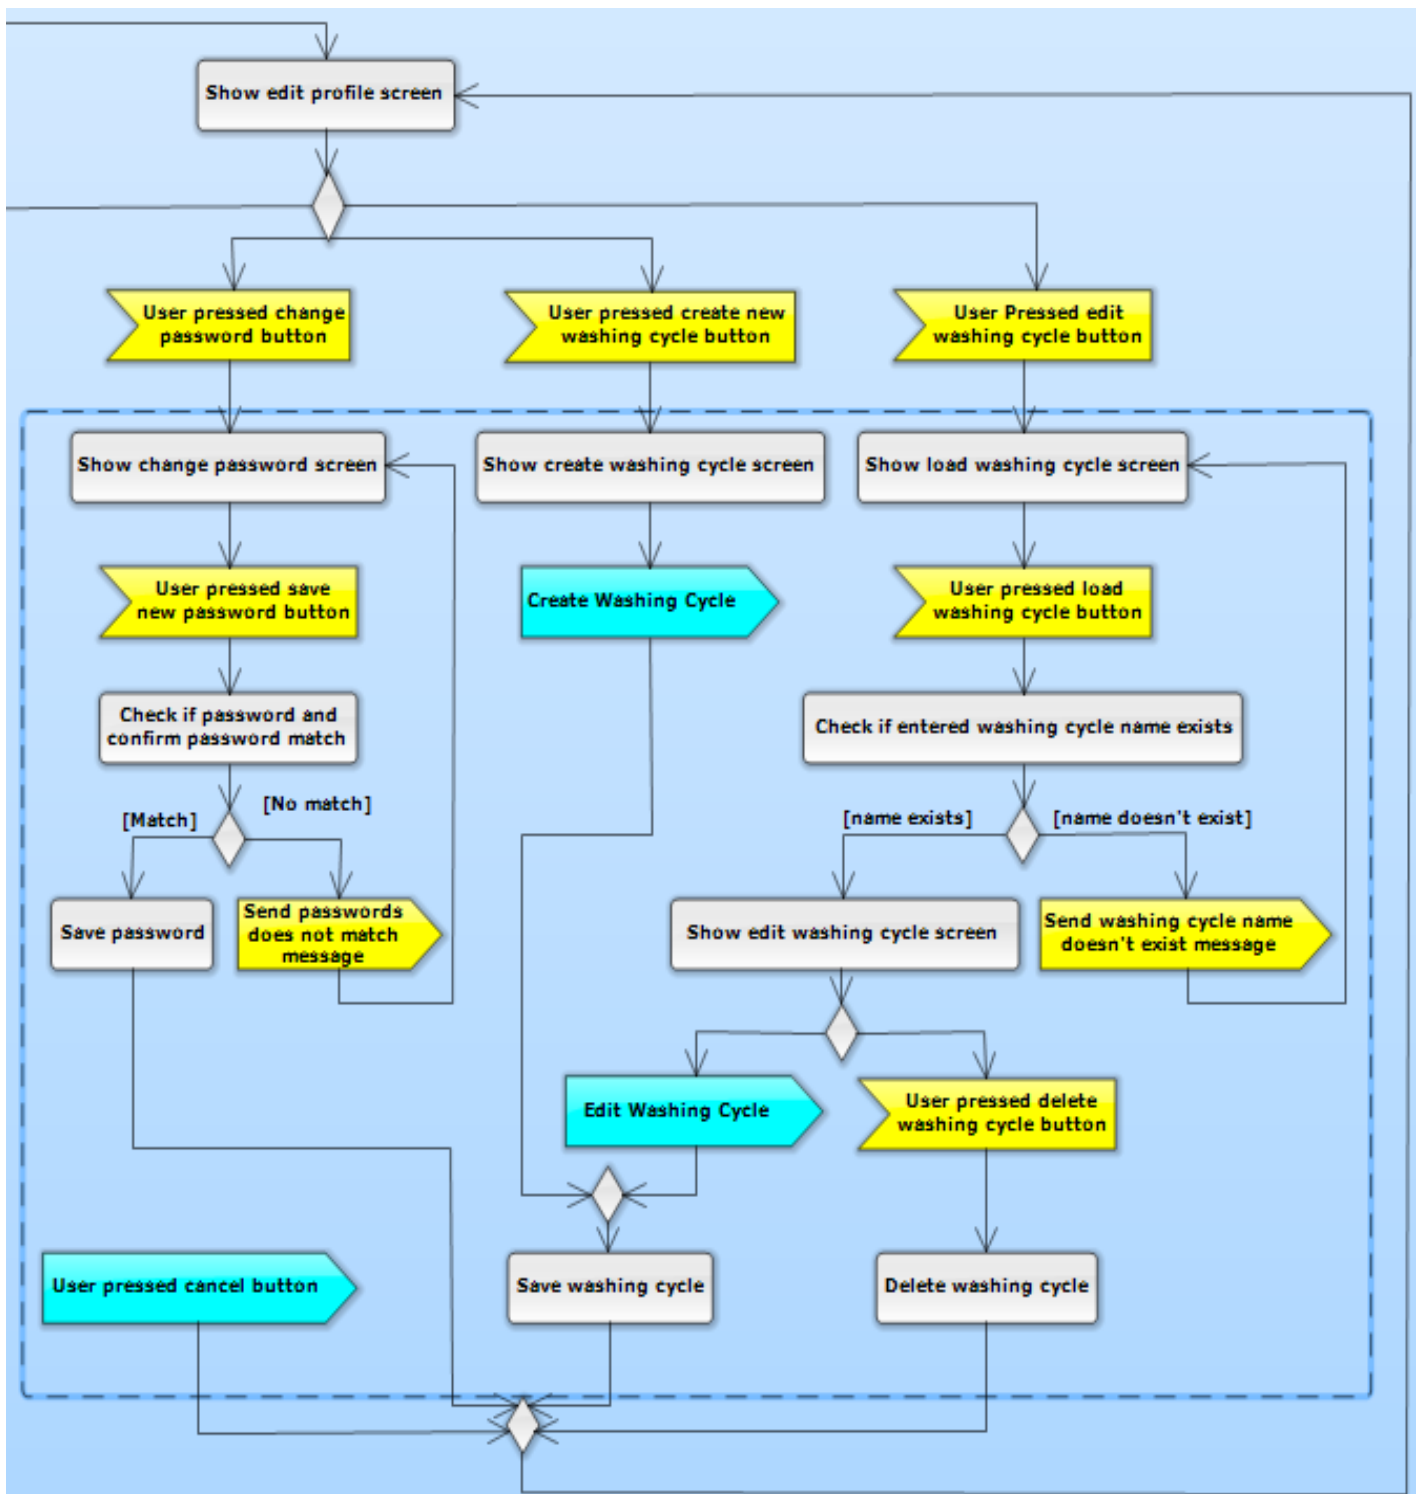 Show edit profile screen
User pressed change
password button
User pressed create new
washing cycle button
User Pressed edit
washing cycle button
Show change password screen
Show create washing cycle screen
Show load washing cycle screen
User pressed save
new password button
Create Washing Cycle
User pressed load
washing cycle button
Check if password and
confirm password match
Check if entered washing cycle name exists
[Match]
[No match]
[name exists]
[name doesn't exist]
Save password
Send passwords
does not match
message
Show edit washing cycle screen
Send washing cycle name
doesn't exist message
Edit Washing Cycle
User pressed delete
washing cycle button
User pressed cancel button
Save washing cycle
Delete washing cycle